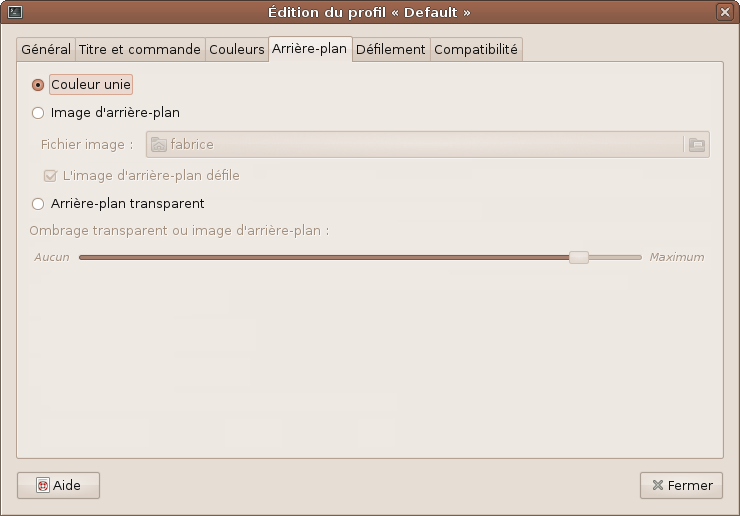 Édition du profil « Default »
Général Titre et commande Couleurs Arrière-plan Défilement Compatibilité
Couleur unie
Image d'arrière-plan
Fichier image : fabrice
L'image d'arrière-plan défile
Arrière-plan transparent
Ombrage transparent ou image d'arrière-plan :
Aucun Maximum
Aide Fermer